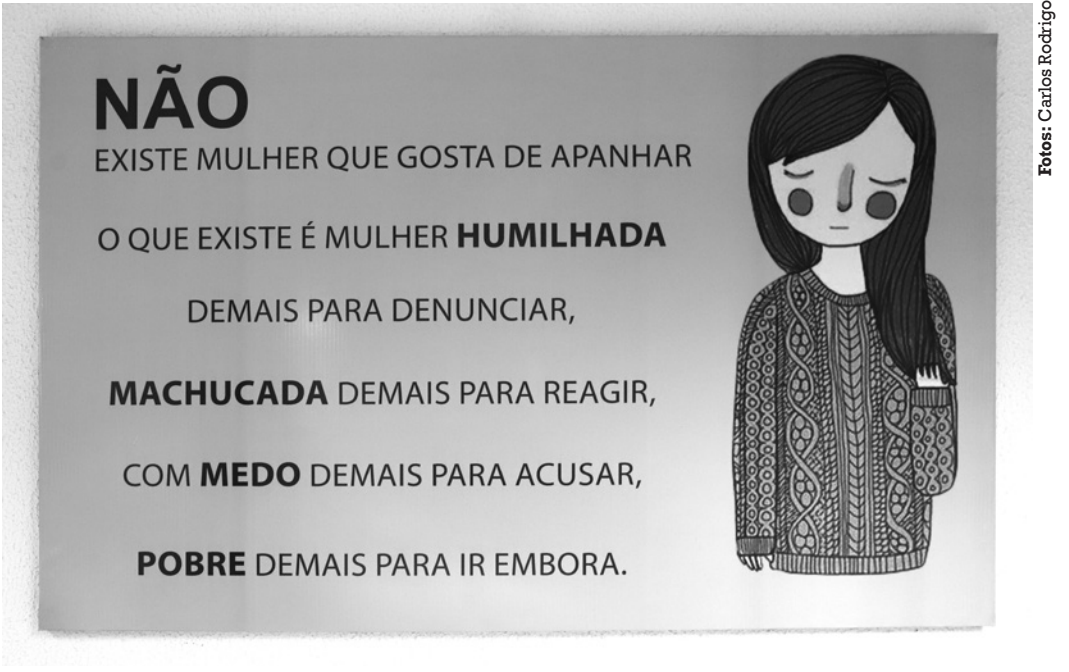 NÃO
EXISTE MULHER QUE GOSTA DE APANHAR
O QUE EXISTE É MULHER HUMILHADA
DEMAIS PARA DENUNCIAR,
MACHUCADA DEMAIS PARA REAGIR,
COM MEDO DEMAIS PARA ACUSAR,
POBRE DEMAIS PARA IR EMBORA.
Fotos: Carlos Rodrigo